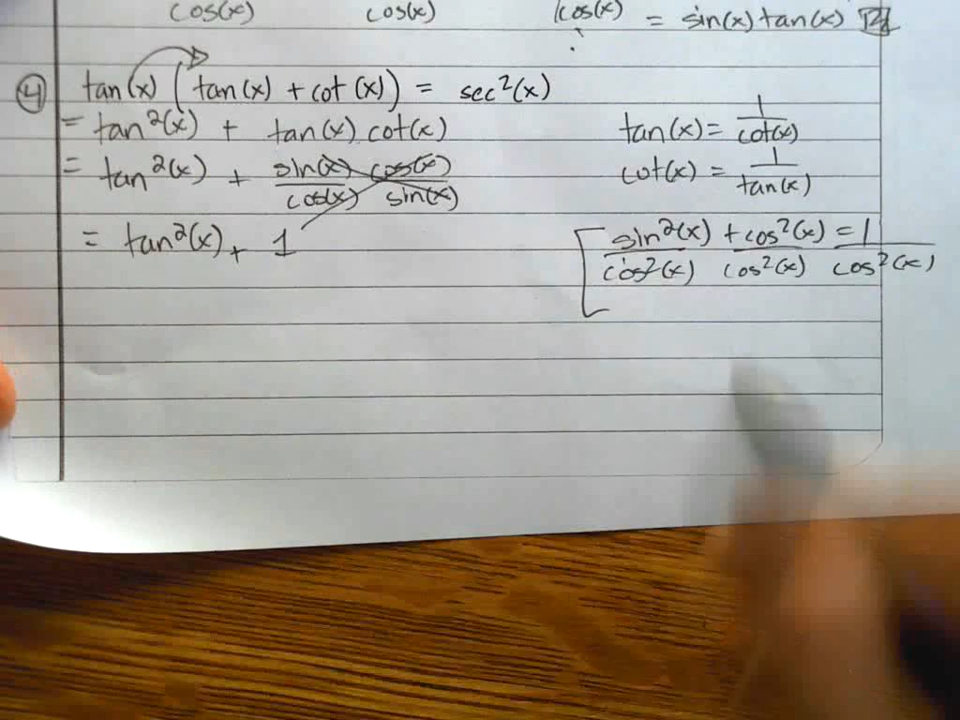 cos(x) cos(x) cos(x) = sin(x) tan(x)
④ tan(x) (tan(x) + cot(x)) = sec²(x)
= tan²(x) + tan(x) cot(x)
tan(x) = 1/cot(x)
= tan²(x) + sin(x)/cos(x) cos(x)/sin(x)
cot(x) = 1/tan(x)
= tan²(x) + 1
sin²(x)/cos²(x) + cos²(x)/cos²(x) = 1/cos²(x)